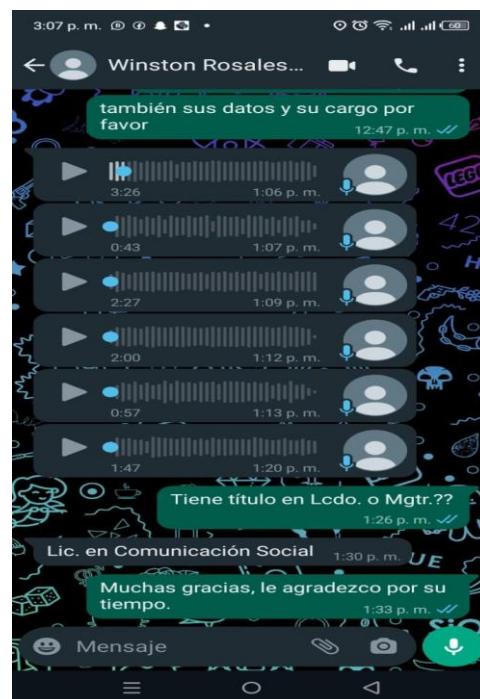 3:07 p. m.
60
Winston Rosales...
también sus datos y su cargo por
favor
12:47 p. m.
3:26 1:06 p. m.
0:43 1:07 p. m.
2:27 1:09 p. m.
2:00 1:12 p. m.
0:57 1:13 p. m.
1:47 1:20 p. m.
Tiene título en Lcdo. o Mgtr.??
1:26 p. m.
Lic. en Comunicación Social 1:30 p. m.
Muchas gracias, le agradezco por su
tiempo.
1:33 p. m.
Mensaje